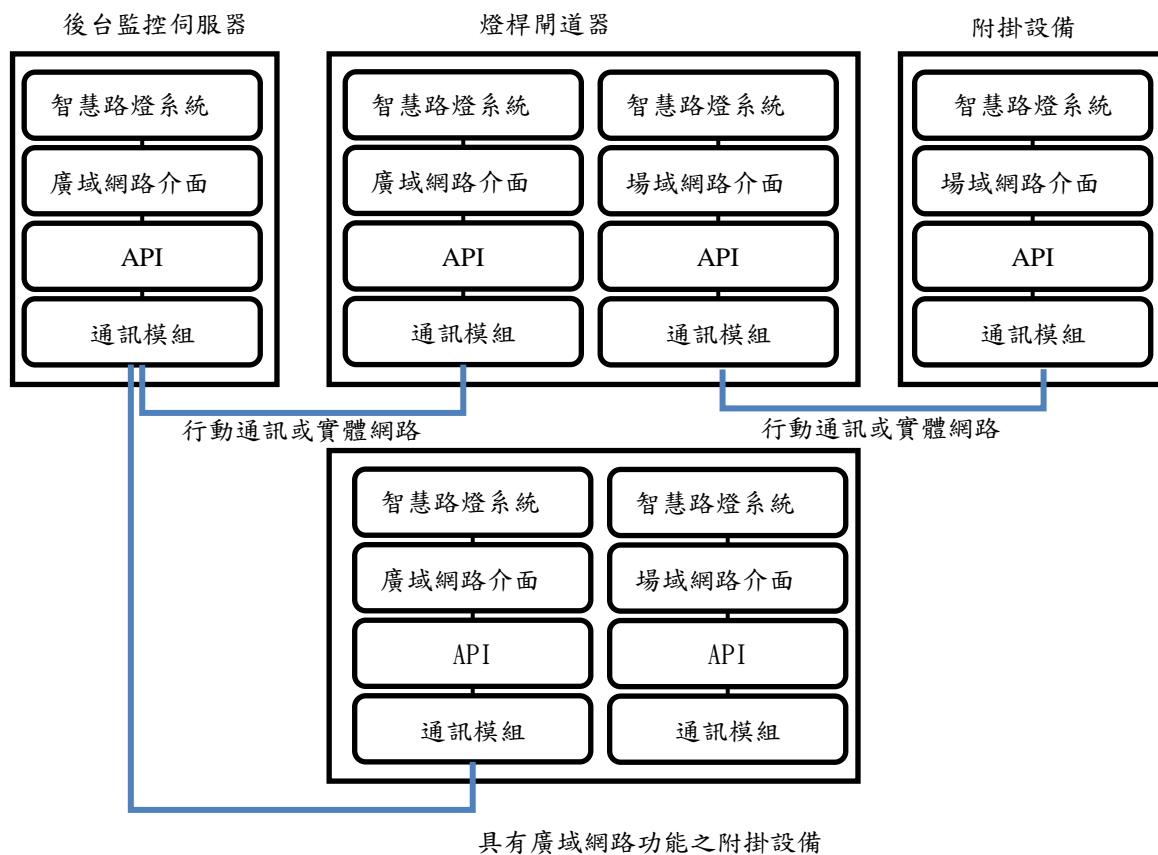 後台監控伺服器
智慧路燈系統
廣域網路介面
API
通訊模組
燈桿閘道器
智慧路燈系統
廣域網路介面
API
通訊模組
智慧路燈系統
場域網路介面
API
通訊模組
附掛設備
智慧路燈系統
場域網路介面
API
通訊模組
行動通訊或實體網路
行動通訊或實體網路
智慧路燈系統
廣域網路介面
API
通訊模組
智慧路燈系統
場域網路介面
API
通訊模組
具有廣域網路功能之附掛設備